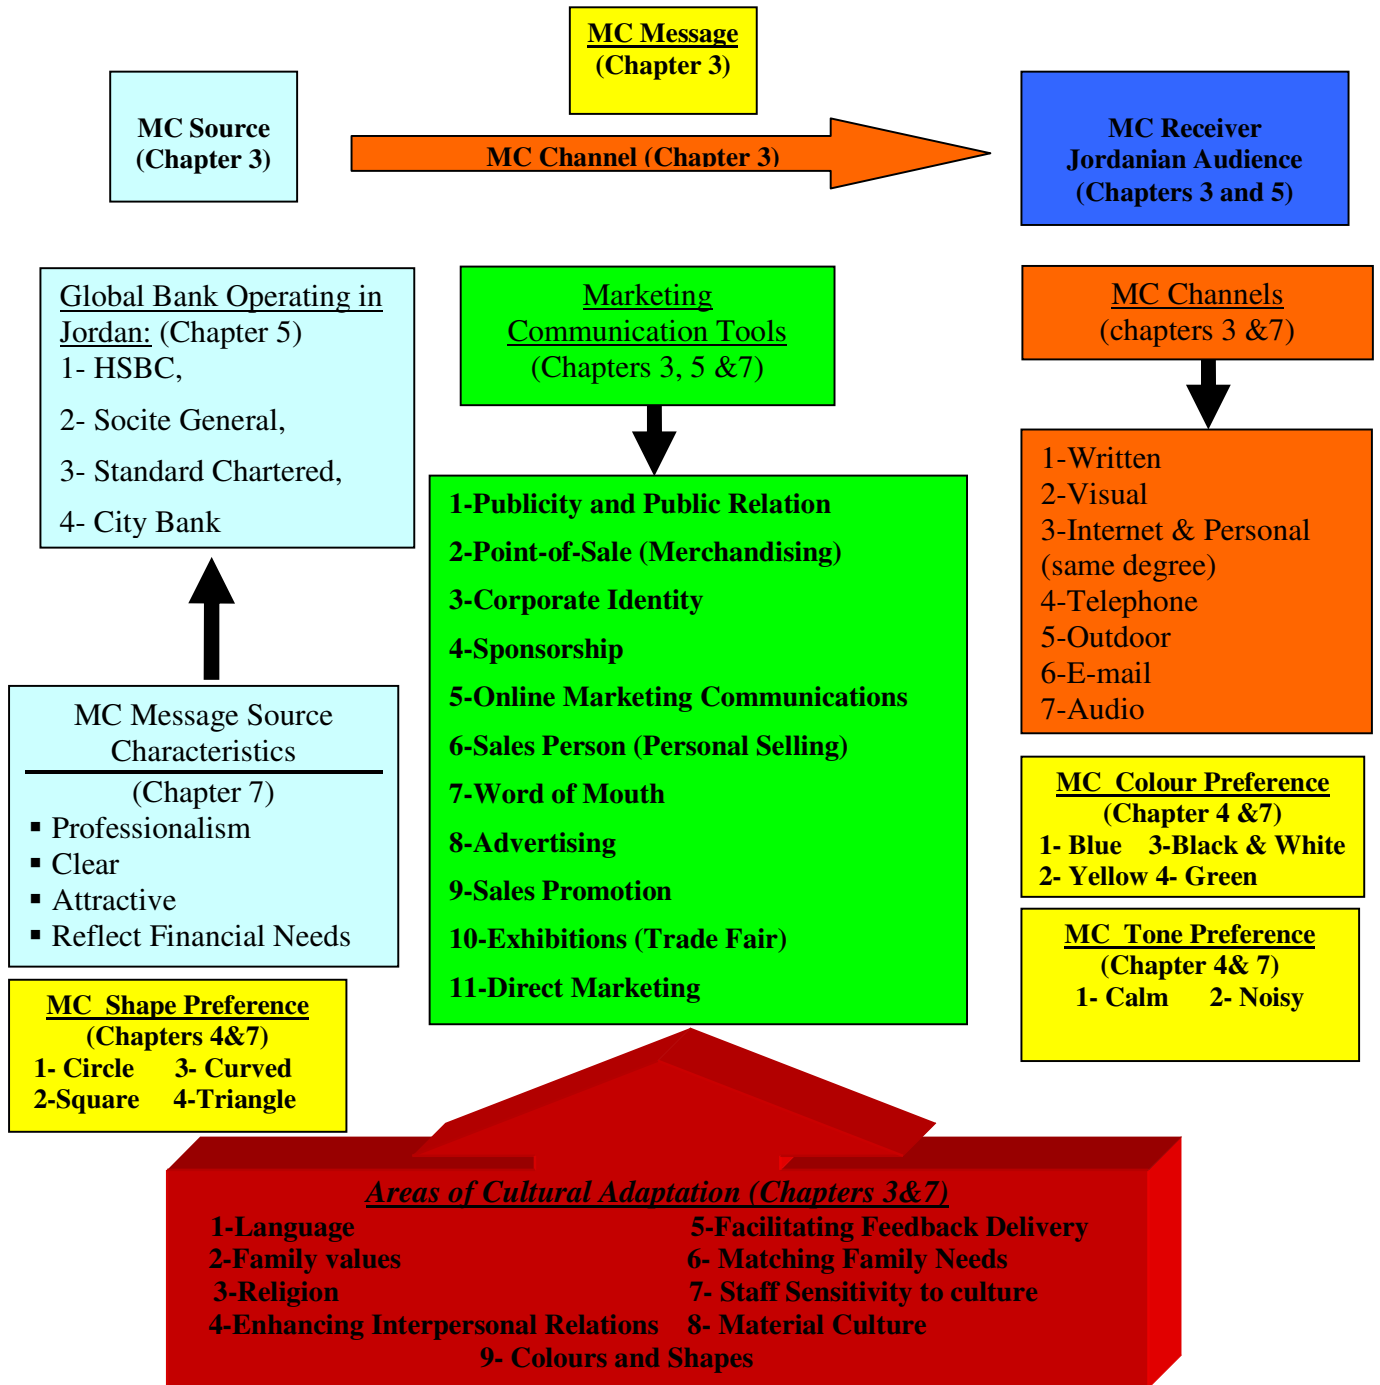 MC Message
(Chapter 3)
MC Source
(Chapter 3)
MC Channel (Chapter 3)
MC Receiver
Jordanian Audience
(Chapters 3 and 5)
Global Bank Operating in
Jordan: (Chapter 5)
1- HSBC,
2- Socite General,
3- Standard Chartered,
4- City Bank
Marketing
Communication Tools
(Chapters 3, 5 &7)
MC Channels
(chapters 3 &7)
1-Publicity and Public Relation
2-Point-of-Sale (Merchandising)
3-Corporate Identity
4-Sponsorship
5-Online Marketing Communications
6-Sales Person (Personal Selling)
7-Word of Mouth
8-Advertising
9-Sales Promotion
10-Exhibitions (Trade Fair)
11-Direct Marketing
1-Written
2-Visual
3-Internet & Personal
(same degree)
4-Telephone
5-Outdoor
6-E-mail
7-Audio
MC Message Source
Characteristics
(Chapter 7)
▪ Professionalism
▪ Clear
▪ Attractive
▪ Reflect Financial Needs
MC Colour Preference
(Chapter 4 &7)
1- Blue 3-Black & White
2- Yellow 4- Green
MC Tone Preference
(Chapter 4& 7)
1- Calm 2- Noisy
MC Shape Preference
(Chapters 4&7)
1- Circle 3- Curved
2-Square 4-Triangle
Areas of Cultural Adaptation (Chapters 3&7)
1-Language 5-Facilitating Feedback Delivery
2-Family values 6- Matching Family Needs
3-Religion 7- Staff Sensitivity to culture
4-Enhancing Interpersonal Relations 8- Material Culture
9- Colours and Shapes